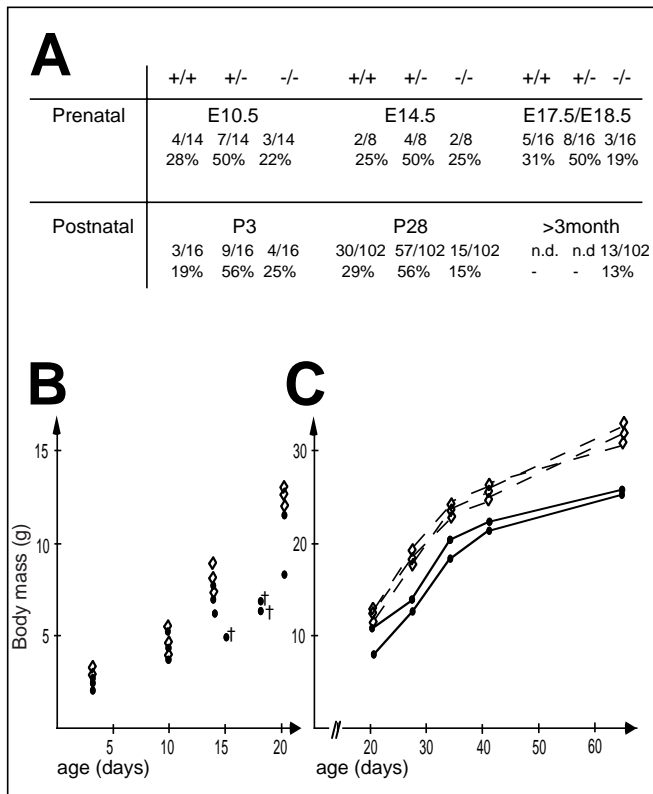 A
+/+ +/- -/- +/+ +/- -/- +/+ +/- -/-
Prenatal E10.5 E14.5 E17.5/E18.5
4/14 7/14 3/14 2/8 4/8 2/8 5/16 8/16 3/16
28% 50% 22% 25% 50% 25% 31% 50% 19%
Postnatal P3 P28 >3month
3/16 9/16 4/16 30/102 57/102 15/102 n.d. n.d 13/102
19% 56% 25% 29% 56% 15% - - 13%
B
Body mass (g)
15
10
5
† † †
5 10 15 20
age (days)
C
30
20
10
20 30 40 50 60
age (days)